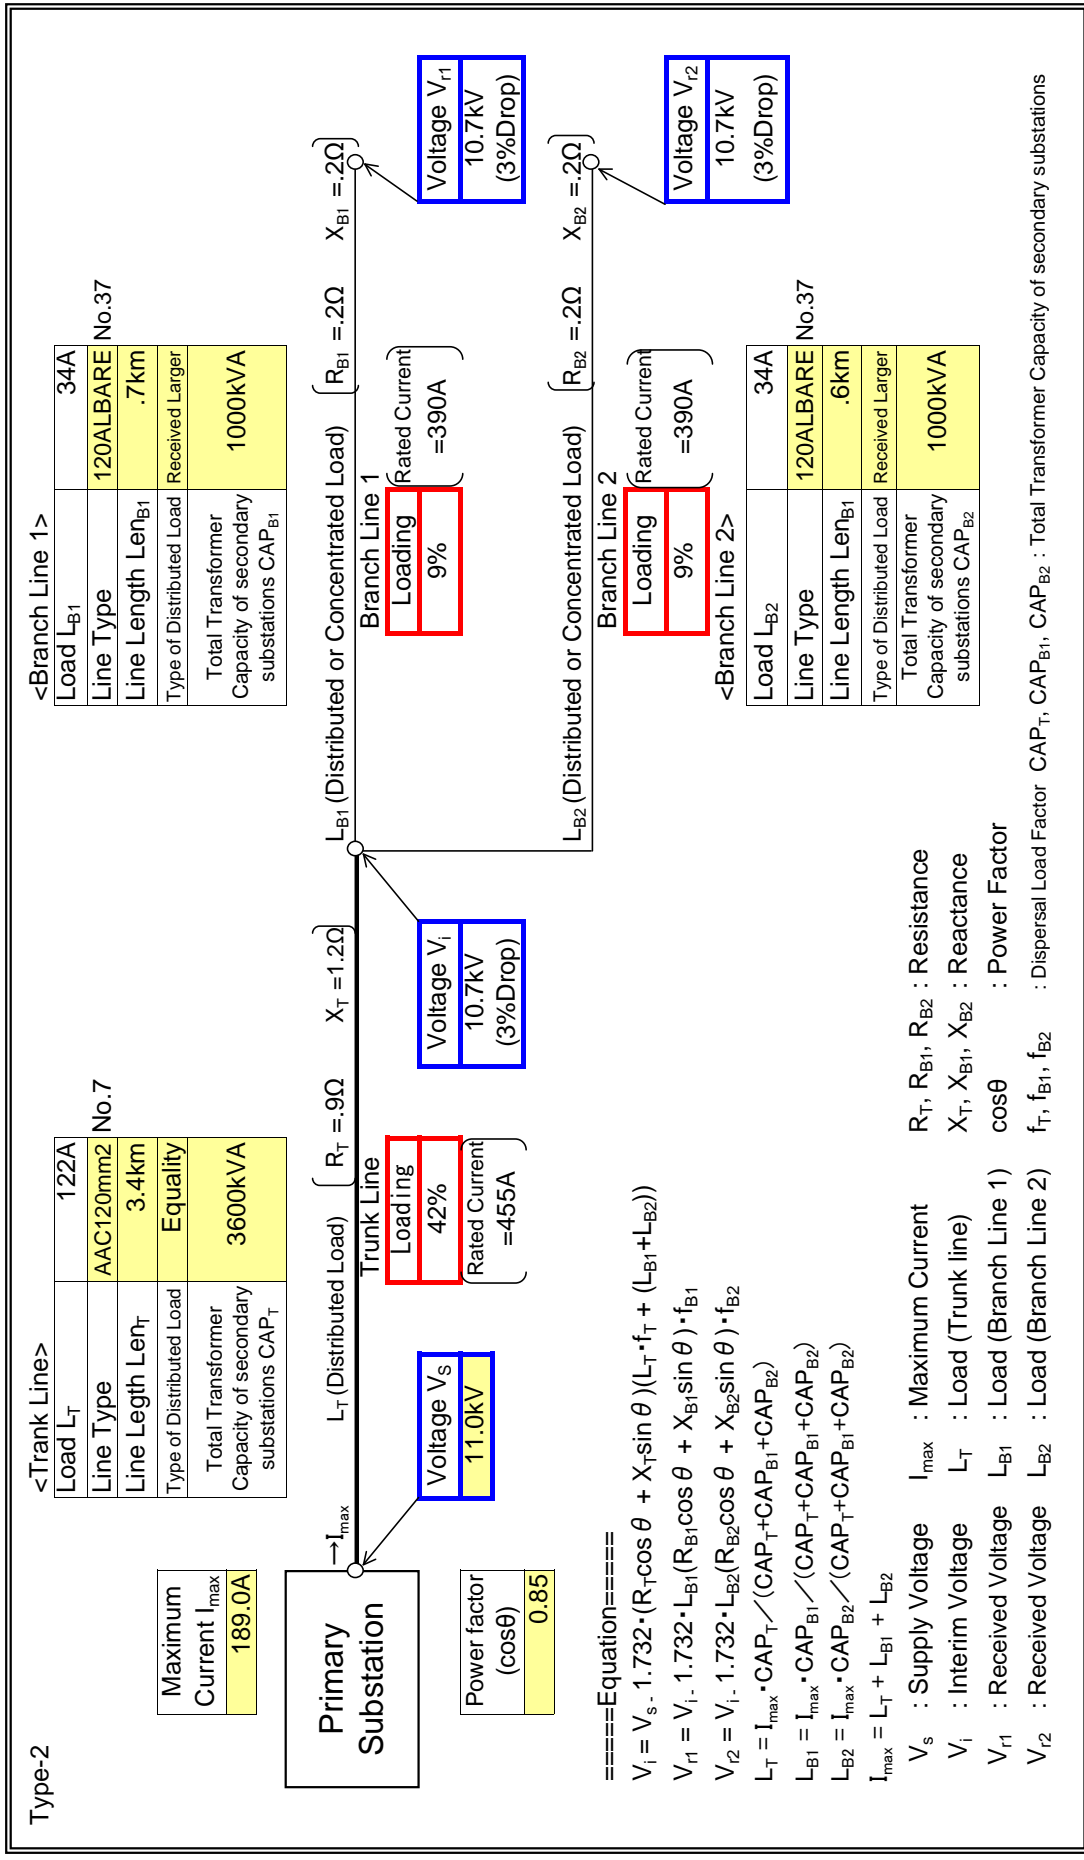 Type-2
Maximum
Current Imax
189.0A
Primary
Substation
Power factor
(cosθ)
0.85
→Imax
Voltage VS
11.0kV
<Trank Line>
Load LT 122A
Line Type AAC120mm2 No.7
Line Legth LenT 3.4km
Type of Distributed Load Equality
Total Transformer
Capacity of secondary
substations CAPT
3600kVA
LT (Distributed Load)
RT =.9Ω XT =1.2Ω
Trunk Line
Loading
42%
Rated Current
=455A
Voltage Vi
10.7kV
(3%Drop)
<Branch Line 1>
Load LB1 34A
Line Type 120ALBARE No.37
Line Length LenB1 .7km
Type of Distributed Load Received Larger
Total Transformer
Capacity of secondary
substations CAPB1
1000kVA
LB1 (Distributed or Concentrated Load)
RB1 =.2Ω XB1 =.2Ω
Branch Line 1
Loading
9%
Rated Current
=390A
Voltage Vr1
10.7kV
(3%Drop)
LB2 (Distributed or Concentrated Load)
RB2 =.2Ω XB2 =.2Ω
Branch Line 2
Loading
9%
Rated Current
=390A
Voltage Vr2
10.7kV
(3%Drop)
<Branch Line 2>
Load LB2 34A
Line Type 120ALBARE No.37
Line Length LenB1 .6km
Type of Distributed Load Received Larger
Total Transformer
Capacity of secondary
substations CAPB2
1000kVA
=====Equation=====
Vi = Vs - 1.732・(RTcos θ + XTsin θ )(LT・fT + (LB1+LB2))
Vr1 = Vi - 1.732・LB1(RB1cos θ + XB1sin θ )・fB1
Vr2 = Vi - 1.732・LB2(RB2cos θ + XB2sin θ )・fB2
LT = Imax・CAPT／(CAPT+CAPB1+CAPB2)
LB1 = Imax・CAPB1／(CAPT+CAPB1+CAPB2)
LB2 = Imax・CAPB2／(CAPT+CAPB1+CAPB2)
Imax = LT + LB1 + LB2
Vs : Supply Voltage Imax : Maximum Current RT, RB1, RB2 : Resistance
Vi : Interim Voltage LT : Load (Trunk line) XT, XB1, XB2 : Reactance
Vr1 : Received Voltage LB1 : Load (Branch Line 1) cosθ : Power Factor
Vr2 : Received Voltage LB2 : Load (Branch Line 2) fT, fB1, fB2 : Dispersal Load Factor CAPT, CAPB1, CAPB2 : Total Transformer Capacity of secondary substations